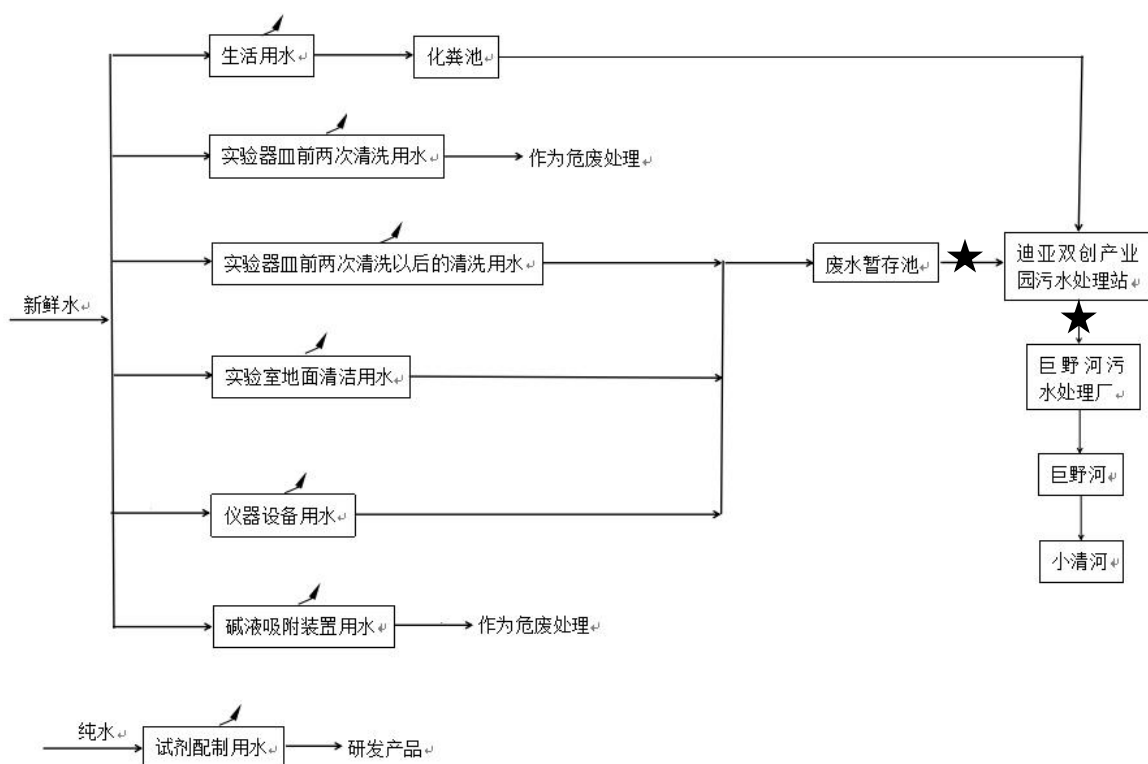 生活用水
化粪池
实验器皿前两次清洗用水
作为危废处理
实验器皿前两次清洗以后的清洗用水
废水暂存池
迪亚双创产业
园污水处理站
新鲜水
实验室地面清洁用水
巨野河污
水处理厂
巨野河
仪器设备用水
小清河
碱液吸附装置用水
作为危废处理
纯水
试剂配制用水
研发产品